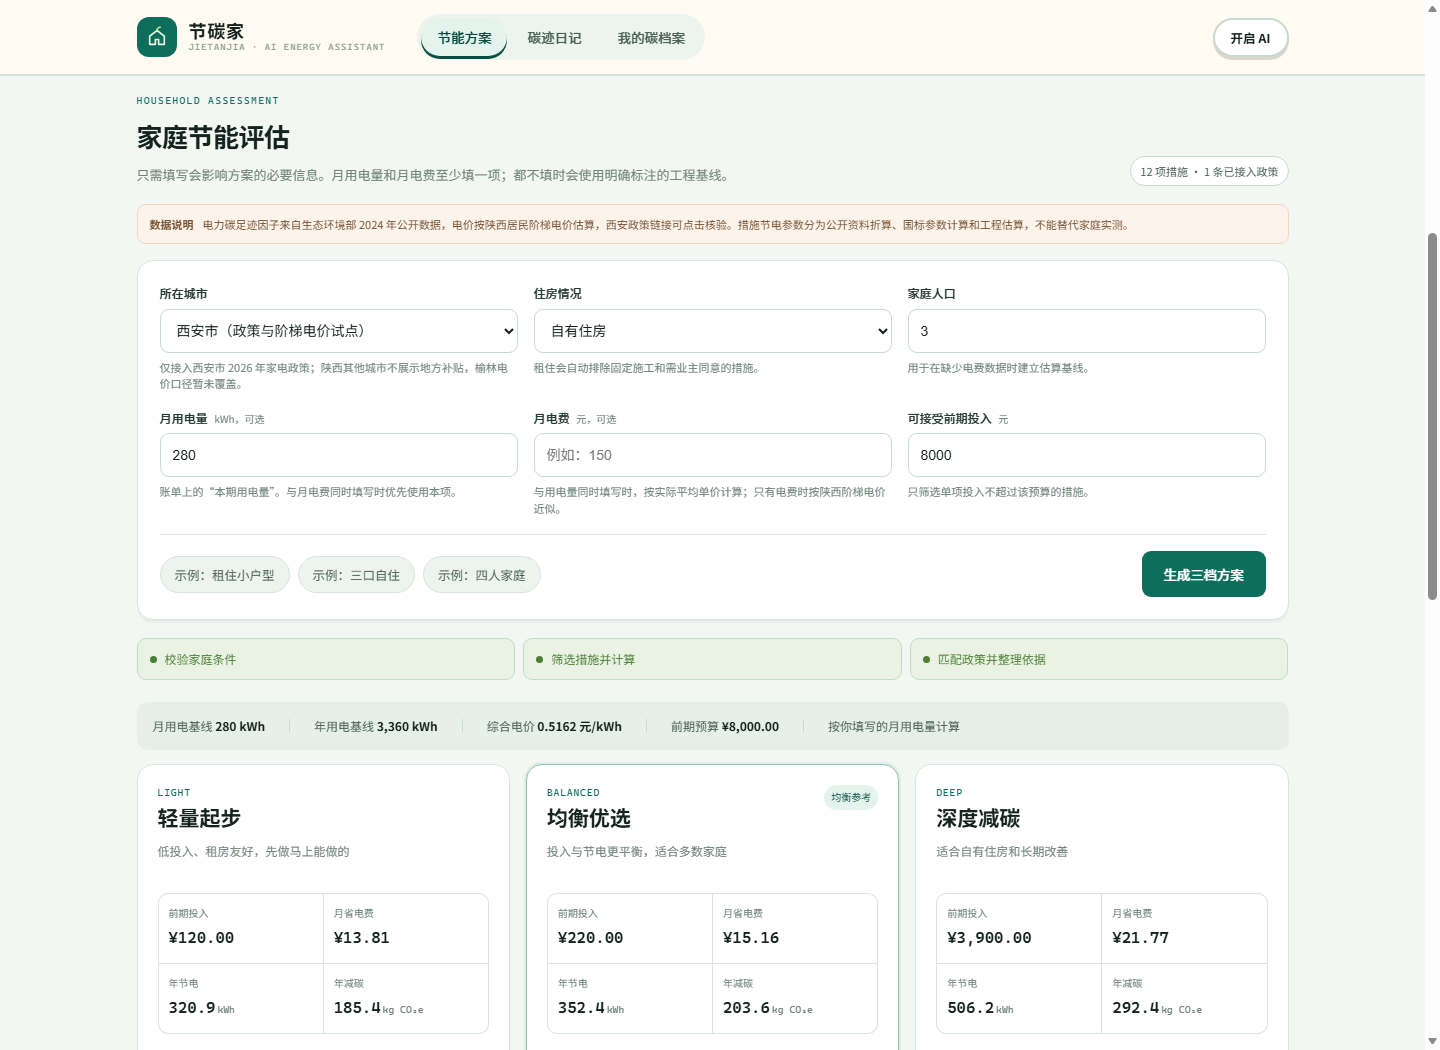 节碳家
JIETANJIA · AI ENERGY ASSISTANT
节能方案
碳迹日记
我的碳档案
开启 AI
HOUSEHOLD ASSESSMENT
家庭节能评估
只需填写会影响方案的必要信息。月用电量和月电费至少填一项；都不填时会使用明确标注的工程基线。
12 项措施 · 1 条已接入政策
数据说明 电力碳足迹因子来自生态环境部 2024 年公开数据，电价按陕西居民阶梯电价估算，西安政策链接可点击核验。措施节电参数分为公开资料折算、国标参数计算和工程估算，不能替代家庭实测。
所在城市
住房情况
家庭人口
西安市（政策与阶梯电价试点）
自有住房
3
仅接入西安市 2026 年家电政策；陕西其他城市不展示地方补贴，榆林电
价口径暂未覆盖。
租住会自动排除固定施工和需业主同意的措施。
用于在缺少电费数据时建立估算基线。
月用电量 kWh，可选
月电费 元，可选
可接受前期投入 元
280
例如：150
8000
账单上的“本期用电量”。与月电费同时填写时优先使用本项。
与用电量同时填写时，按实际平均单价计算；只有电费时按陕西阶梯电价
近似。
只筛选单项投入不超过该预算的措施。
示例：租住小户型
示例：三口自住
示例：四人家庭
生成三档方案
校验家庭条件
筛选措施并计算
匹配政策并整理依据
月用电基线 280 kWh
年用电基线 3,360 kWh
综合电价 0.5162 元/kWh
前期预算 ¥8,000.00
按你填写的月用电量计算
LIGHT
轻量起步
低投入、租房友好，先做马上能做的
前期投入
月省电费
¥120.00
¥13.81
年节电
年减碳
320.9 kWh
185.4 kg CO₂e
BALANCED
均衡参考
均衡优选
投入与节电更平衡，适合多数家庭
前期投入
月省电费
¥220.00
¥15.16
年节电
年减碳
352.4 kWh
203.6 kg CO₂e
DEEP
深度减碳
适合自有住房和长期改善
前期投入
月省电费
¥3,900.00
¥21.77
年节电
年减碳
506.2 kWh
292.4 kg CO₂e